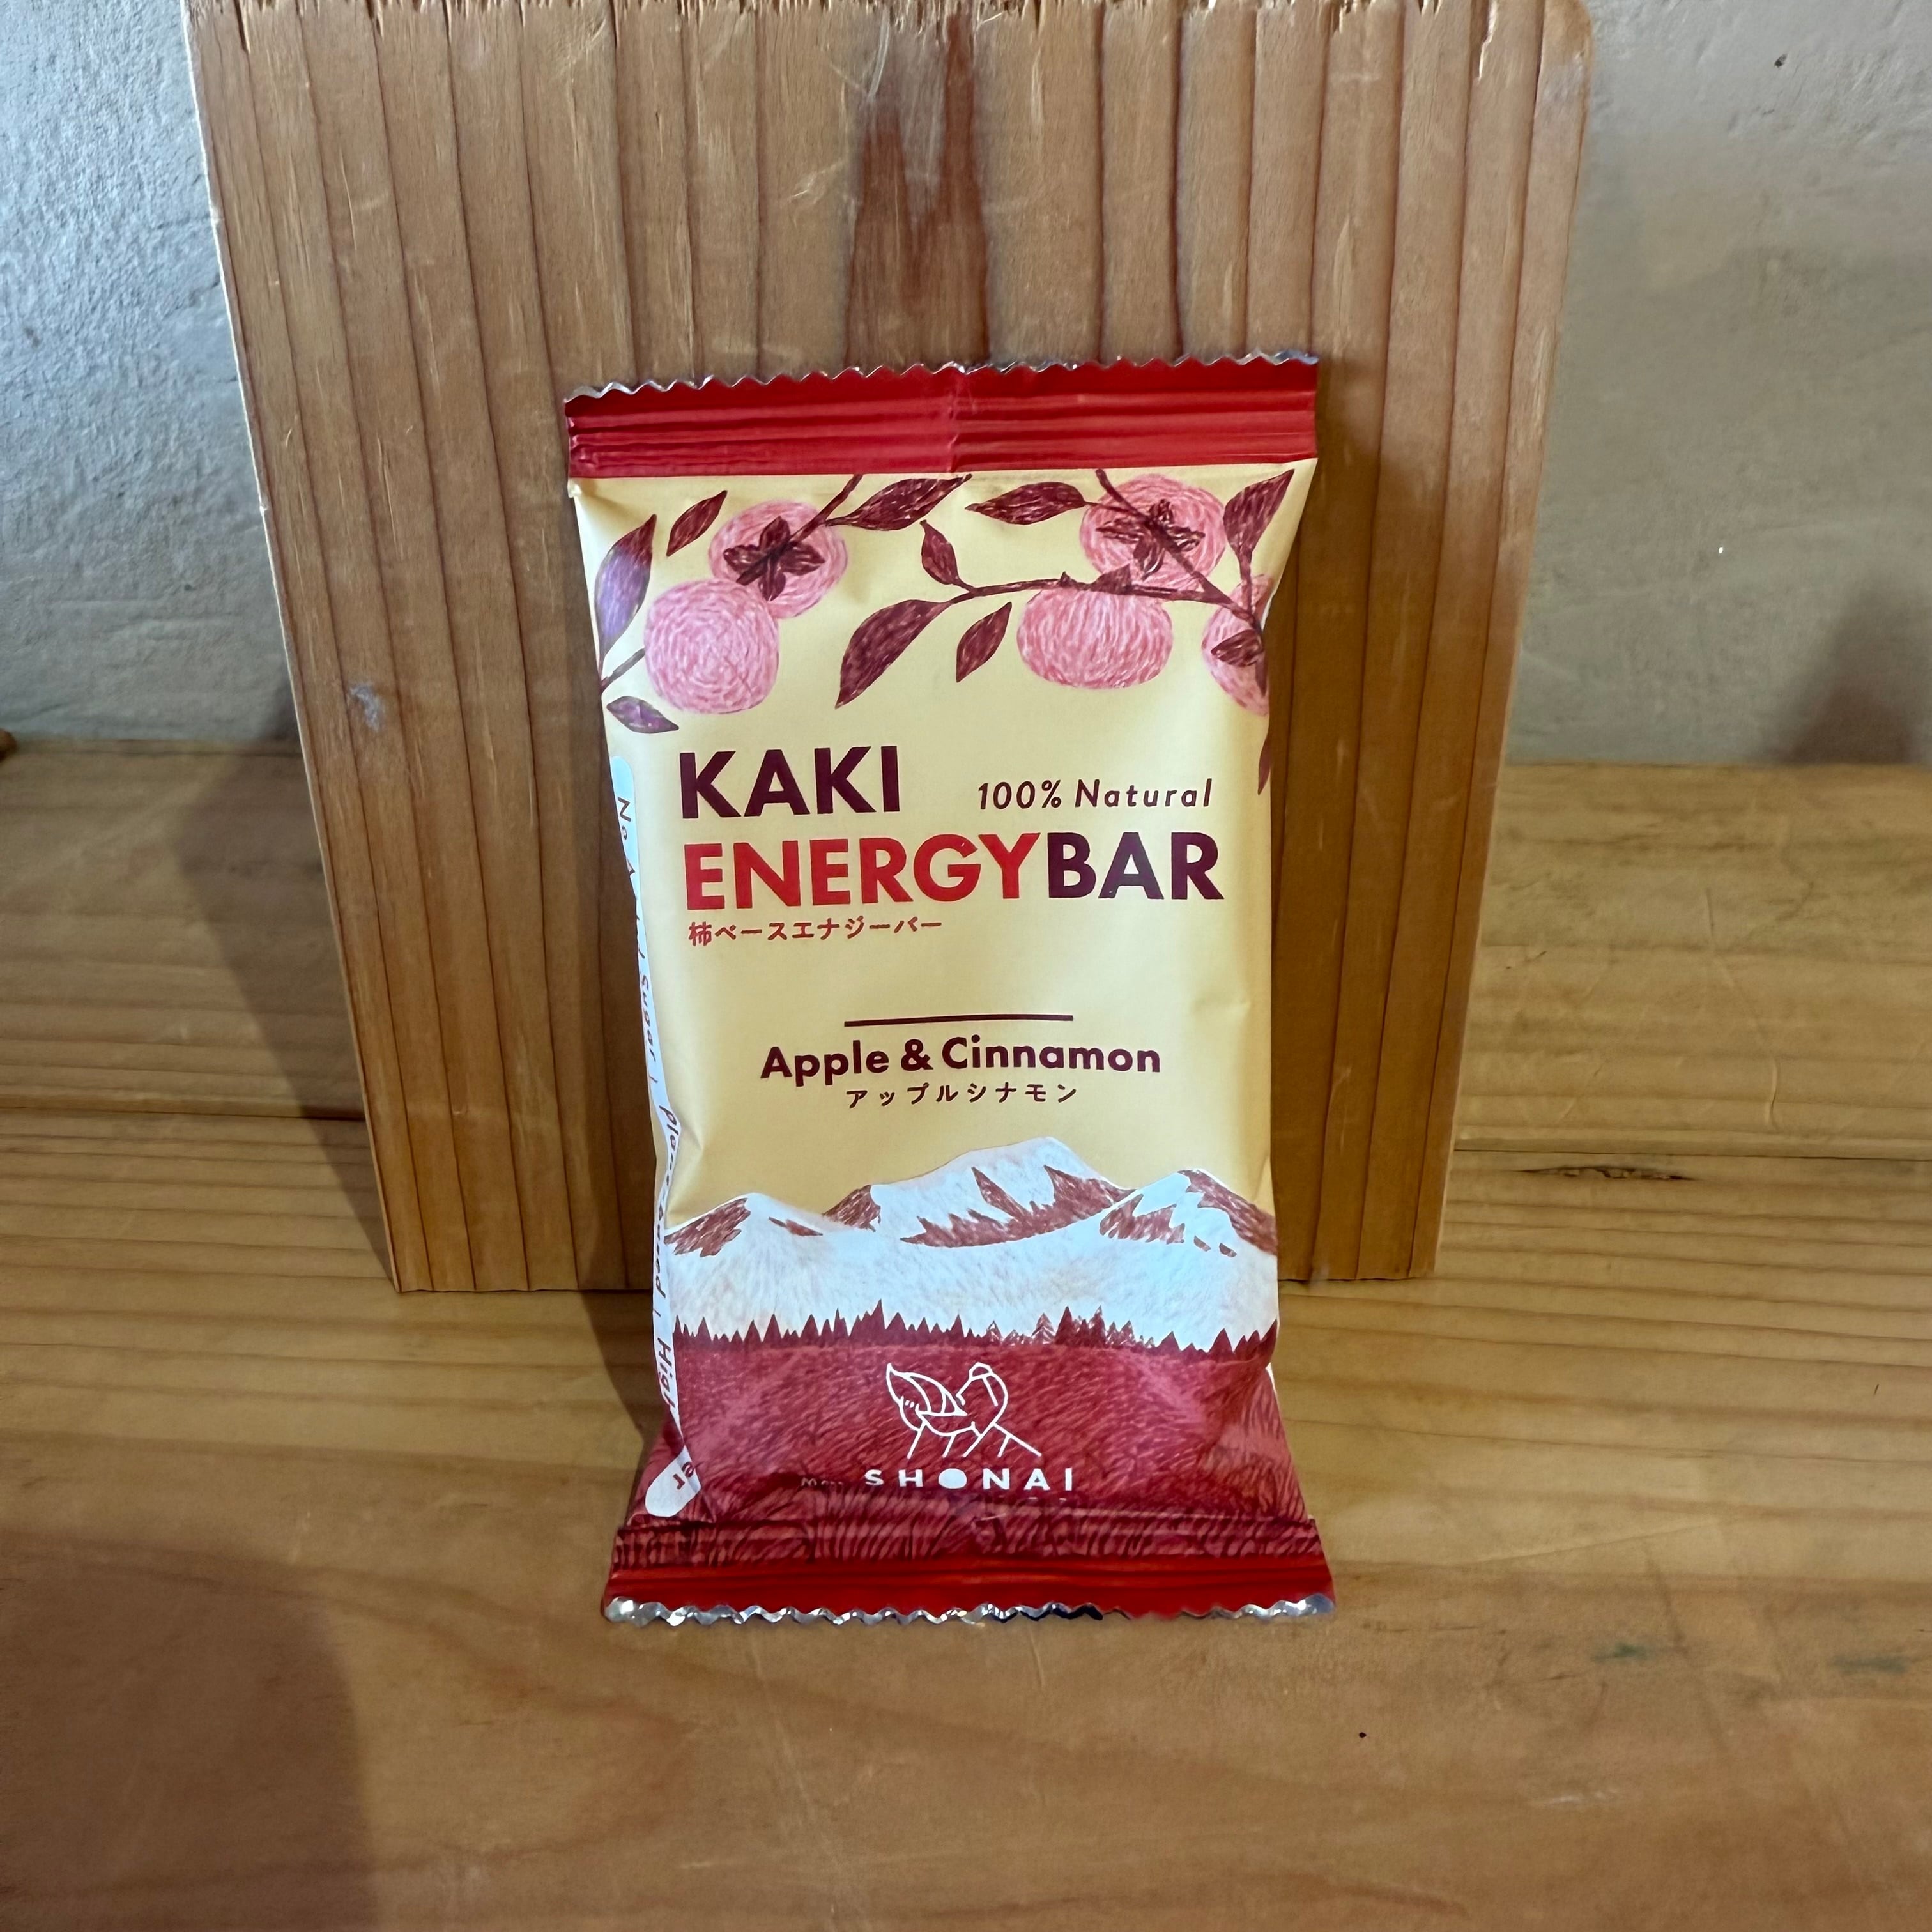 KAKI
100% Natural
ENERGYBAR
柿ベースエナジーバー
Apple & Cinnamon
アップルシナモン
SHONAI
Sugar |